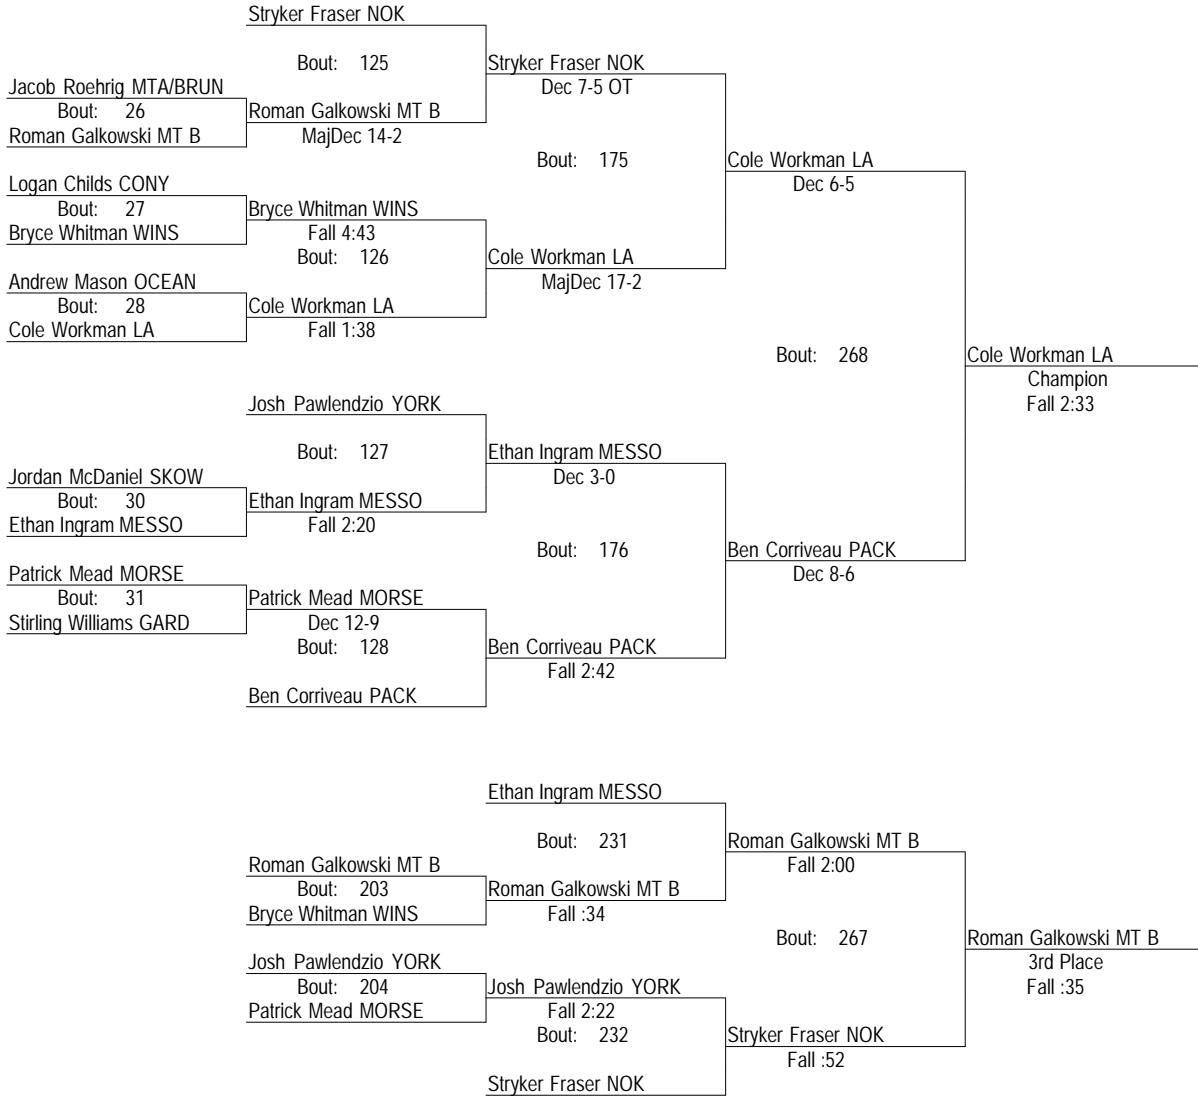 Stryker Fraser NOK
Bout: 125
Stryker Fraser NOK
Dec 7-5 OT
Jacob Roehrig MTA/BRUN
Bout: 26
Roman Galkowski MT B
Roman Galkowski MT B
MajDec 14-2
Bout: 175
Cole Workman LA
Dec 6-5
Logan Childs CONY
Bout: 27
Bryce Whitman WINS
Bryce Whitman WINS
Fall 4:43
Bout: 126
Cole Workman LA
MajDec 17-2
Andrew Mason OCEAN
Bout: 28
Cole Workman LA
Cole Workman LA
Fall 1:38
Bout: 268
Cole Workman LA
Champion
Fall 2:33
Josh Pawlendzio YORK
Bout: 127
Ethan Ingram MESSO
Dec 3-0
Jordan McDaniel SKOW
Bout: 30
Ethan Ingram MESSO
Ethan Ingram MESSO
Fall 2:20
Bout: 176
Ben Corriveau PACK
Dec 8-6
Patrick Mead MORSE
Bout: 31
Stirling Williams GARD
Patrick Mead MORSE
Dec 12-9
Bout: 128
Ben Corriveau PACK
Fall 2:42
Ben Corriveau PACK
Ethan Ingram MESSO
Bout: 231
Roman Galkowski MT B
Fall 2:00
Roman Galkowski MT B
Bout: 203
Bryce Whitman WINS
Roman Galkowski MT B
Fall :34
Bout: 267
Roman Galkowski MT B
3rd Place
Fall :35
Josh Pawlendzio YORK
Bout: 204
Patrick Mead MORSE
Josh Pawlendzio YORK
Fall 2:22
Bout: 232
Stryker Fraser NOK
Fall :52
Stryker Fraser NOK